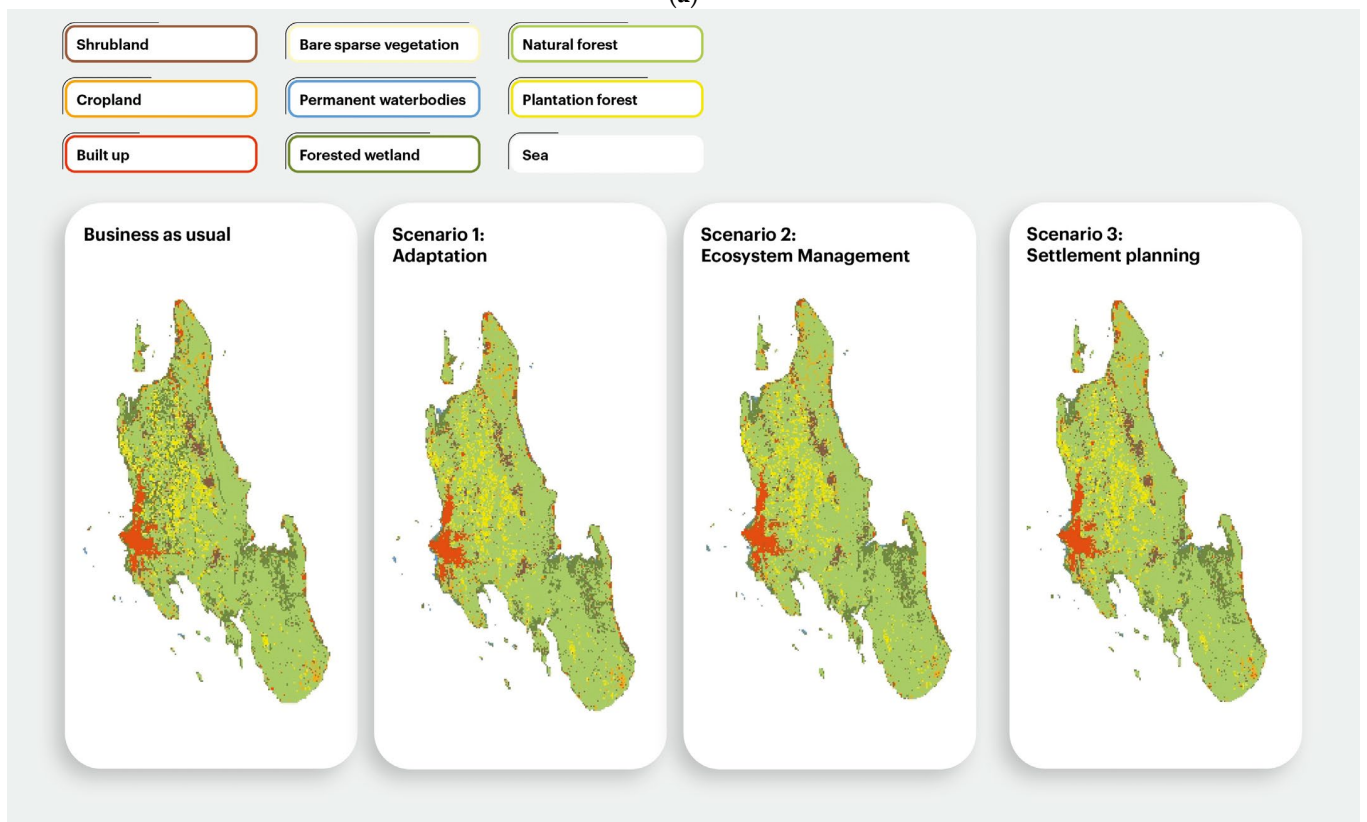 (a)
Shrubland
Bare sparse vegetation
Natural forest
Cropland
Permanent waterbodies
Plantation forest
Built up
Forested wetland
Sea
Business as usual
Scenario 1:
Adaptation
Scenario 2:
Ecosystem Management
Scenario 3:
Settlement planning